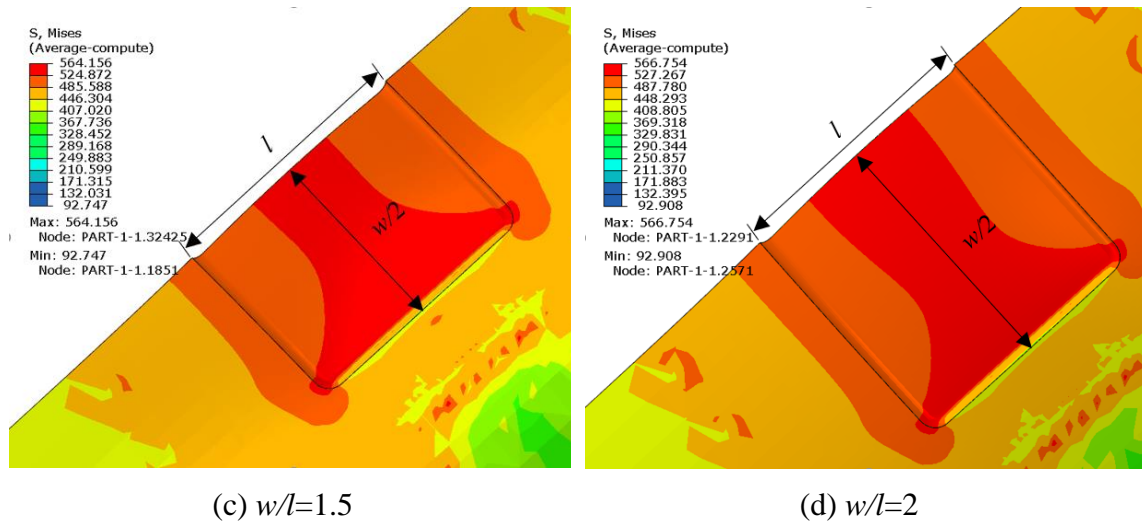 S, Mises
(Average-compute)
564.156
524.872
485.588
446.304
407.020
367.736
328.452
289.168
249.883
210.599
171.315
132.031
92.747
Max: 564.156
Node: PART-1-1.32425
Min: 92.747
Node: PART-1-1.1851
l
w/2
(c) w/l=1.5
S, Mises
(Average-compute)
566.754
527.267
487.780
448.293
408.805
369.318
329.831
290.344
250.857
211.370
171.883
132.395
92.908
Max: 566.754
Node: PART-1-1.2291
Min: 92.908
Node: PART-1-1.2571
l
w/2
(d) w/l=2